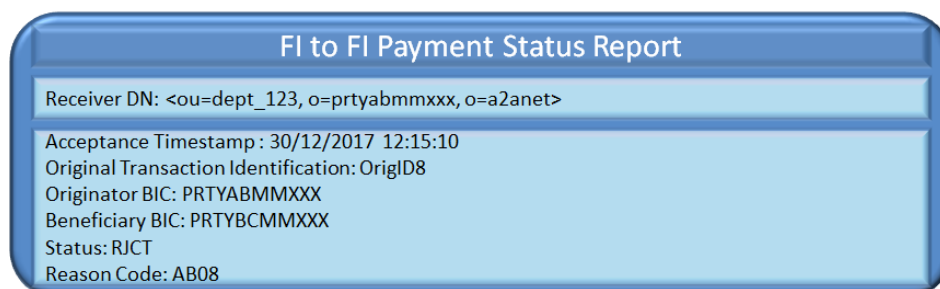 FI to FI Payment Status Report
Receiver DN: <ou=dept_123, o=prtyabmmxxx, o=a2anet>
Acceptance Timestamp : 30/12/2017 12:15:10
Original Transaction Identification: OrigID8
Originator BIC: PRTYABMMXXX
Beneficiary BIC: PRTYBCMMXXX
Status: RJCT
Reason Code: AB08